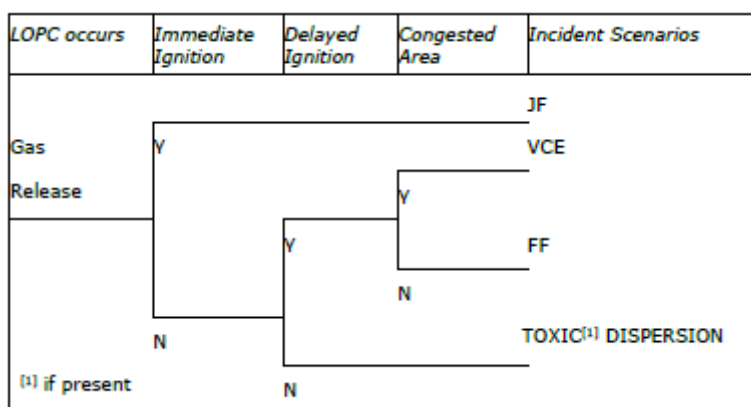 LOPC occurs
Immediate
Ignition
Delayed
Ignition
Congested
Area
Incident Scenarios
JF
Gas
Y
VCE
Release
Y
Y
FF
N
N
TOXIC[1] DISPERSION
[1] if present
N